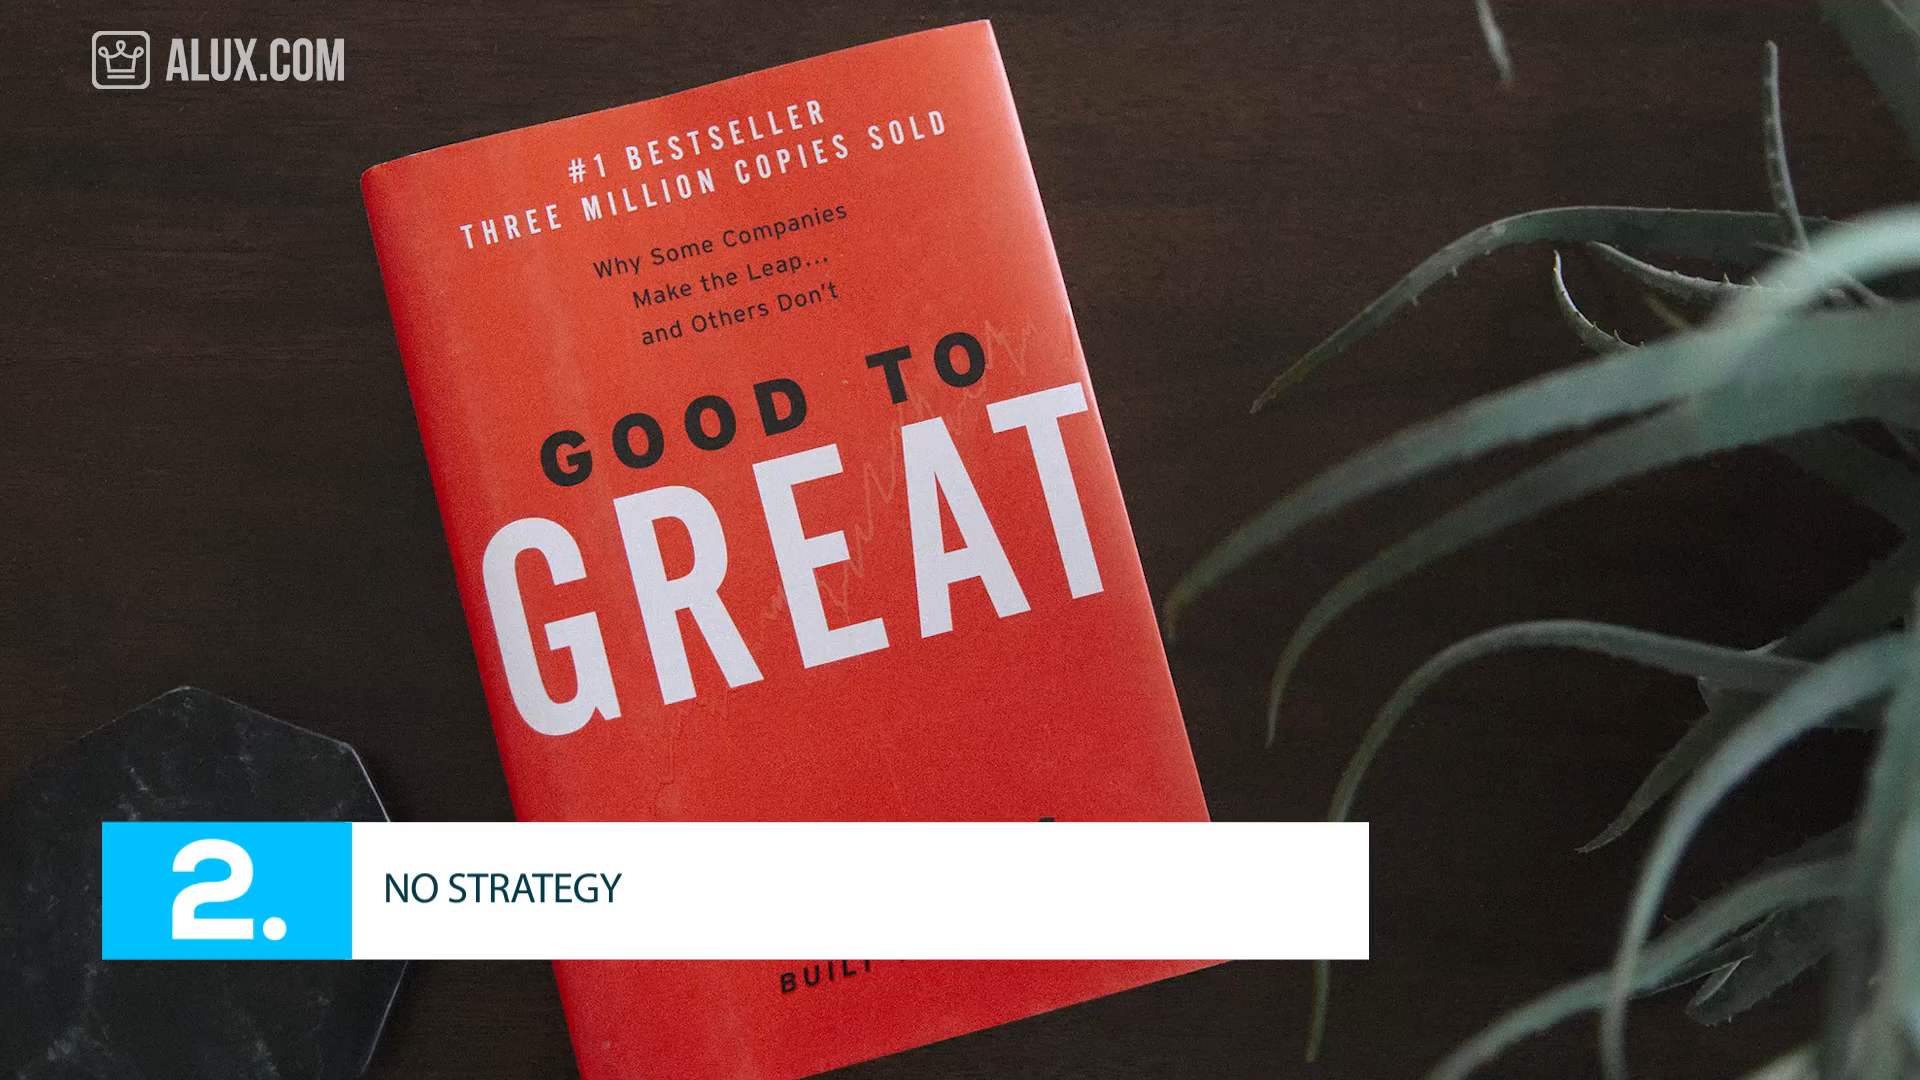 ALUX.COM
#1 BESTSELLER
THREE MILLION COPIES SOLD
Why Some Companies
Make the Leap...
and Others Don't
GOOD TO
GREAT
2.
NO STRATEGY